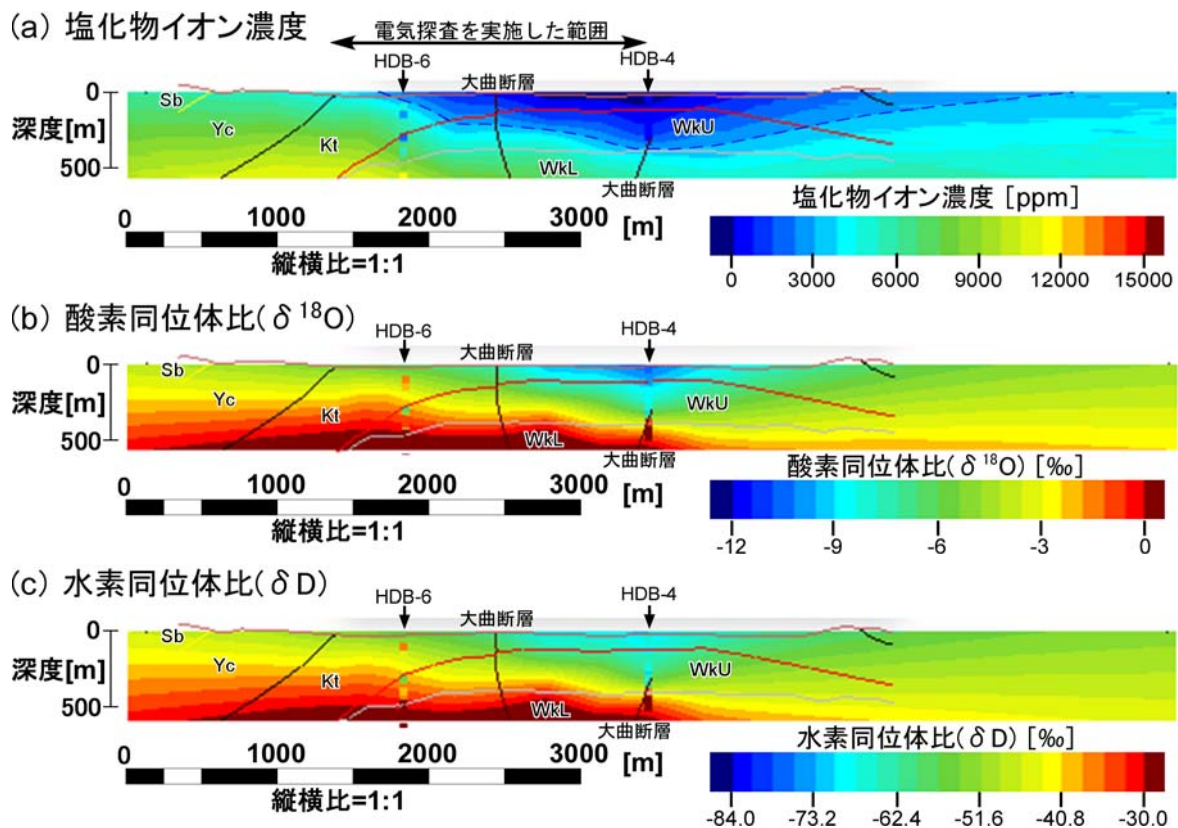 (a) 塩化物イオン濃度
電気探査を実施した範囲
HDB-6
HDB-4
大曲断層
0
深度[m]
500
Sb
Yc
Kt
WkU
WkL
大曲断層
0 1000 2000 3000 [m]
縦横比=1:1
塩化物イオン濃度 [ppm]
0 3000 6000 9000 12000 15000
(b) 酸素同位体比(δ ¹⁸O)
HDB-6
HDB-4
大曲断層
0
深度[m]
500
Sb
Yc
Kt
WkU
WkL
大曲断層
0 1000 2000 3000 [m]
縦横比=1:1
酸素同位体比(δ ¹⁸O) [‰]
-12 -9 -6 -3 0
(c) 水素同位体比(δ D)
HDB-6
HDB-4
大曲断層
0
深度[m]
500
Sb
Yc
Kt
WkU
WkL
大曲断層
0 1000 2000 3000 [m]
縦横比=1:1
水素同位体比(δ D) [‰]
-84.0 -73.2 -62.4 -51.6 -40.8 -30.0